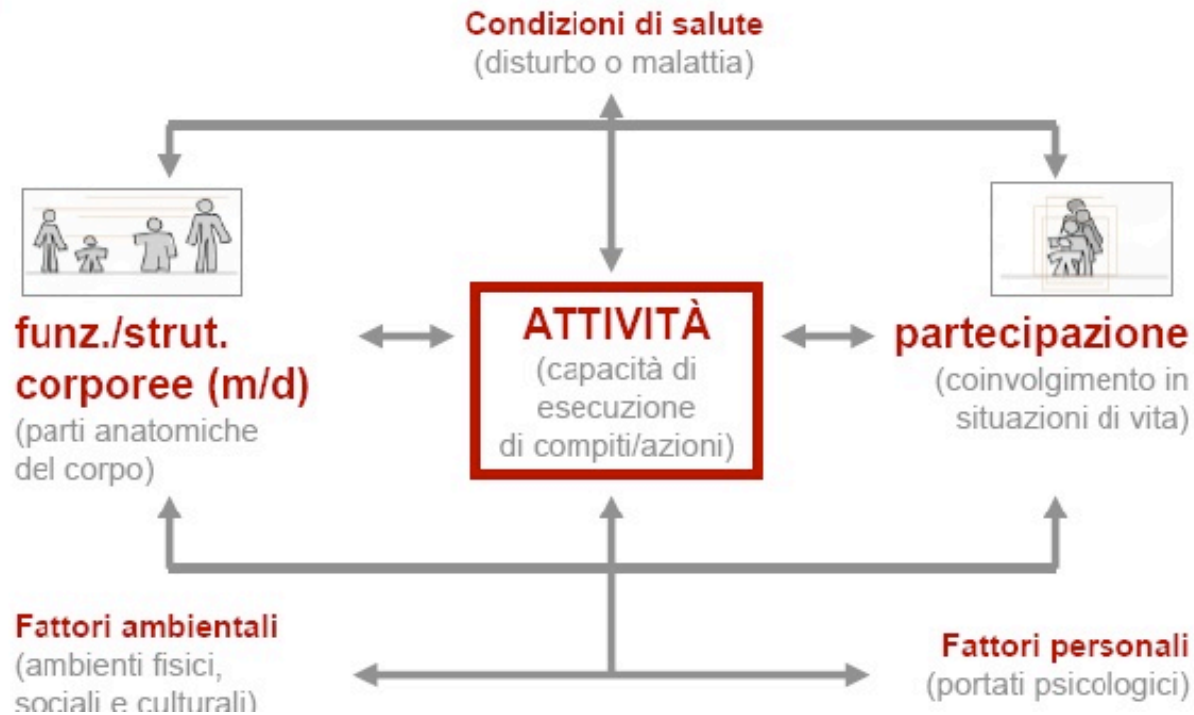 Condizioni di salute
(disturbo o malattia)
funz./strut.
corporee (m/d)
(parti anatomiche
del corpo)
ATTIVITÀ
(capacità di
esecuzione
di compiti/azioni)
partecipazione
(coinvolgimento in
situazioni di vita)
Fattori ambientali
(ambienti fisici,
sociali e culturali)
Fattori personali
(portati psicologici)